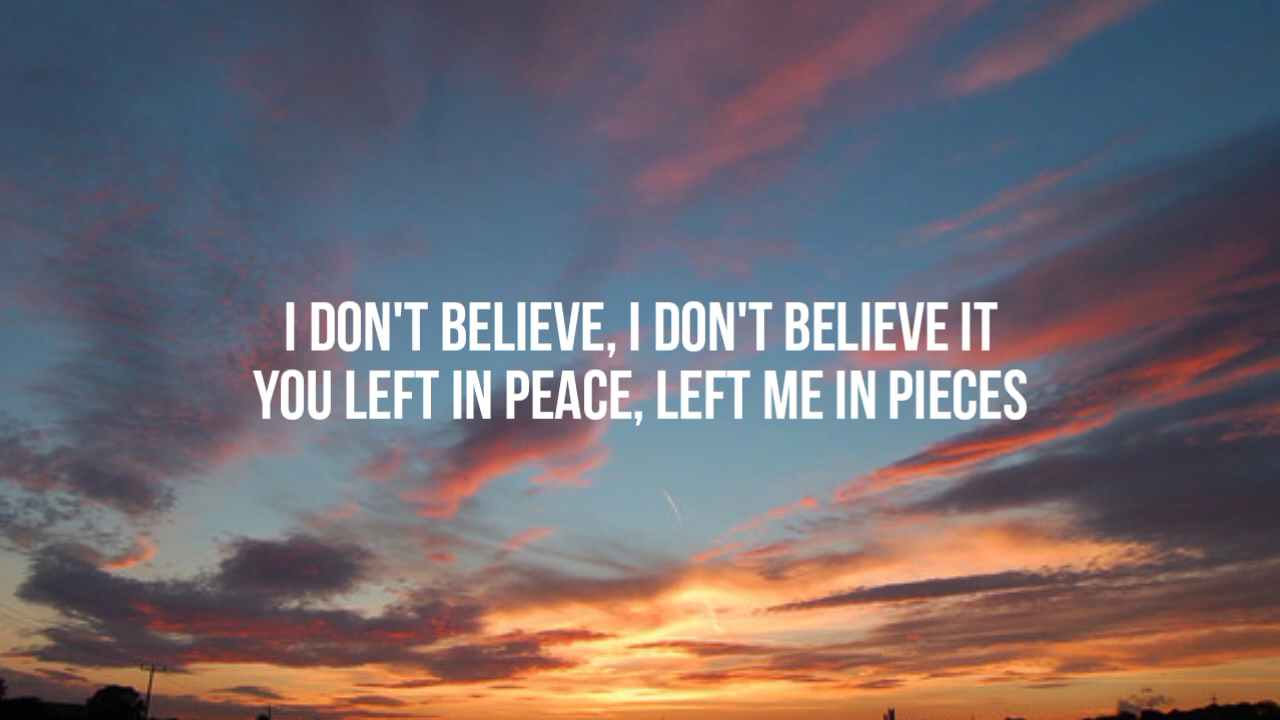 I DON'T BELIEVE, I DON'T BELIEVE IT
YOU LEFT IN PEACE, LEFT ME IN PIECES